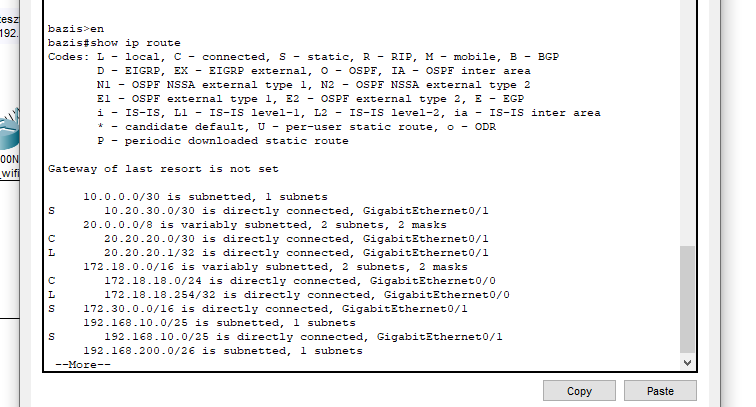 esz
192.
00N
_wifi
bazis>en
bazis#show ip route
Codes: L - local, C - connected, S - static, R - RIP, M - mobile, B - BGP
D - EIGRP, EX - EIGRP external, O - OSPF, IA - OSPF inter area
N1 - OSPF NSSA external type 1, N2 - OSPF NSSA external type 2
E1 - OSPF external type 1, E2 - OSPF external type 2, E - EGP
i - IS-IS, L1 - IS-IS level-1, L2 - IS-IS level-2, ia - IS-IS inter area
* - candidate default, U - per-user static route, o - ODR
P - periodic downloaded static route
Gateway of last resort is not set
10.0.0.0/30 is subnetted, 1 subnets
S 10.20.30.0/30 is directly connected, GigabitEthernet0/1
20.0.0.0/8 is variably subnetted, 2 subnets, 2 masks
C 20.20.20.0/30 is directly connected, GigabitEthernet0/1
L 20.20.20.1/32 is directly connected, GigabitEthernet0/1
172.18.0.0/16 is variably subnetted, 2 subnets, 2 masks
C 172.18.18.0/24 is directly connected, GigabitEthernet0/0
L 172.18.18.254/32 is directly connected, GigabitEthernet0/0
S 172.30.0.0/16 is directly connected, GigabitEthernet0/1
192.168.10.0/25 is subnetted, 1 subnets
S 192.168.10.0/25 is directly connected, GigabitEthernet0/1
192.168.200.0/26 is subnetted, 1 subnets
--More--
Copy
Paste